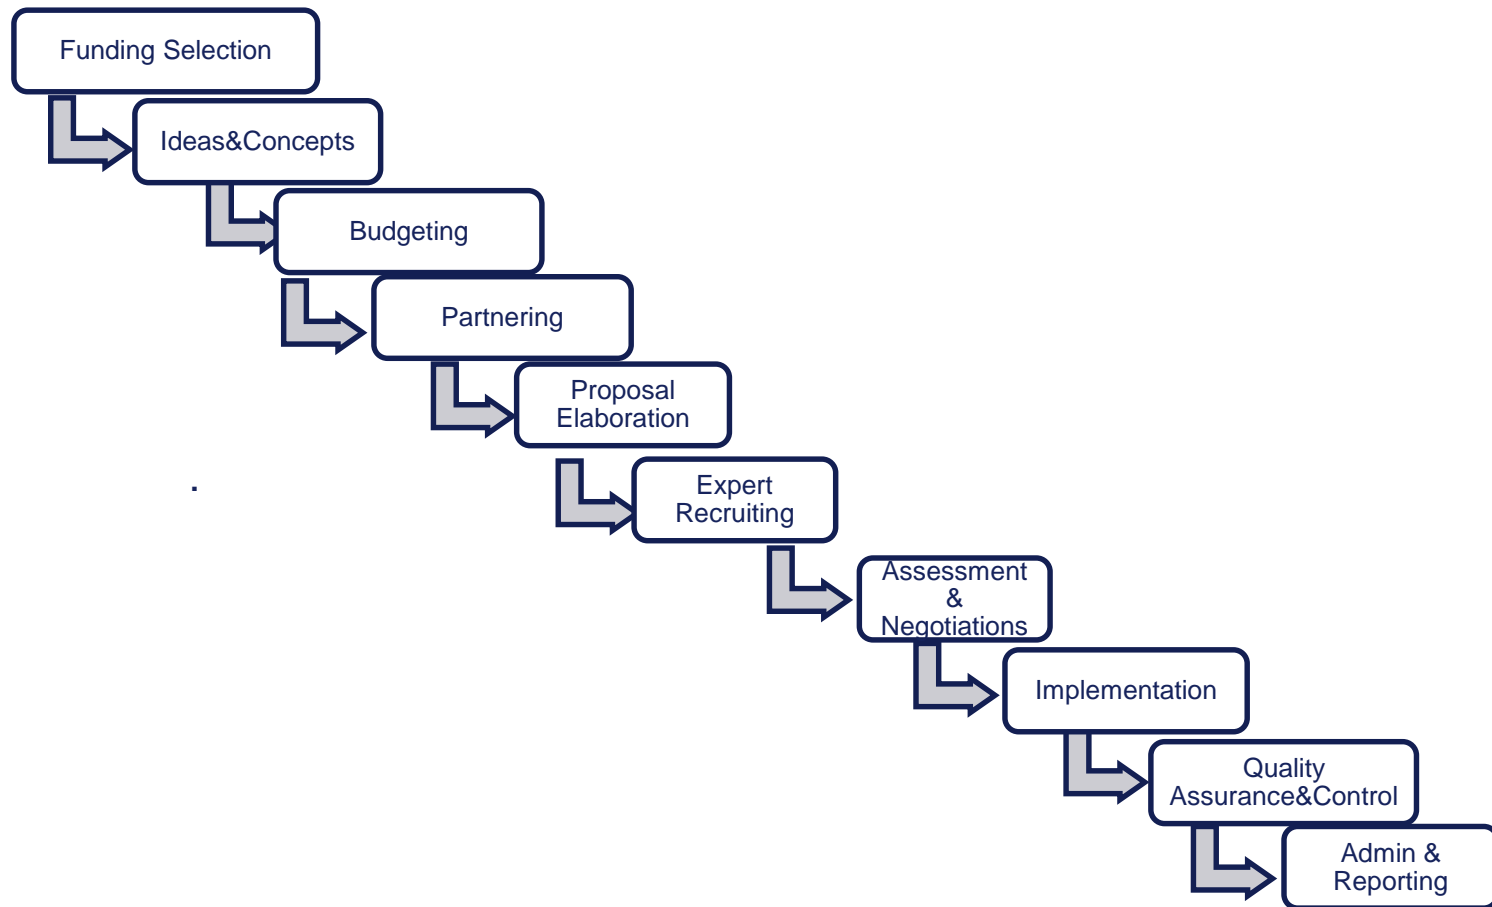 Funding Selection
Ideas&Concepts
Budgeting
Partnering
Proposal
Elaboration
.
Expert
Recruiting
Assessment
&
Negotiations
Implementation
Quality
Assurance&Control
Admin &
Reporting